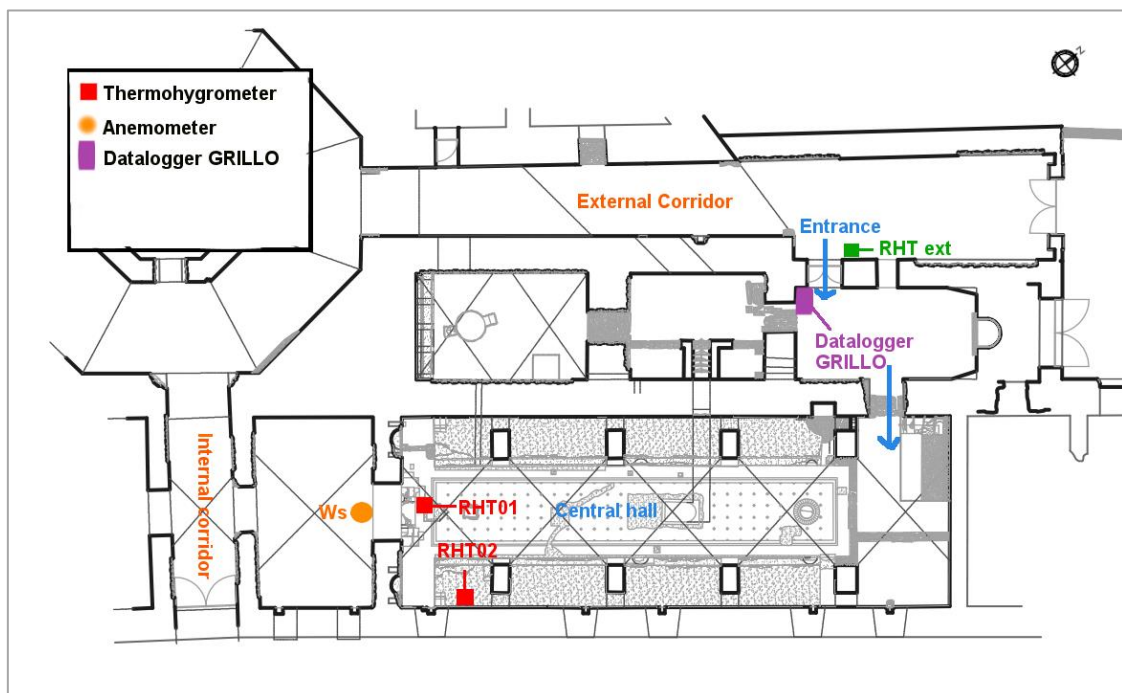 Thermohygrometer
Anemometer
Datalogger GRILLO
N
External Corridor
Entrance
RHT ext
Datalogger
GRILLO
Internal corridor
Ws
RHT01
Central hall
RHT02